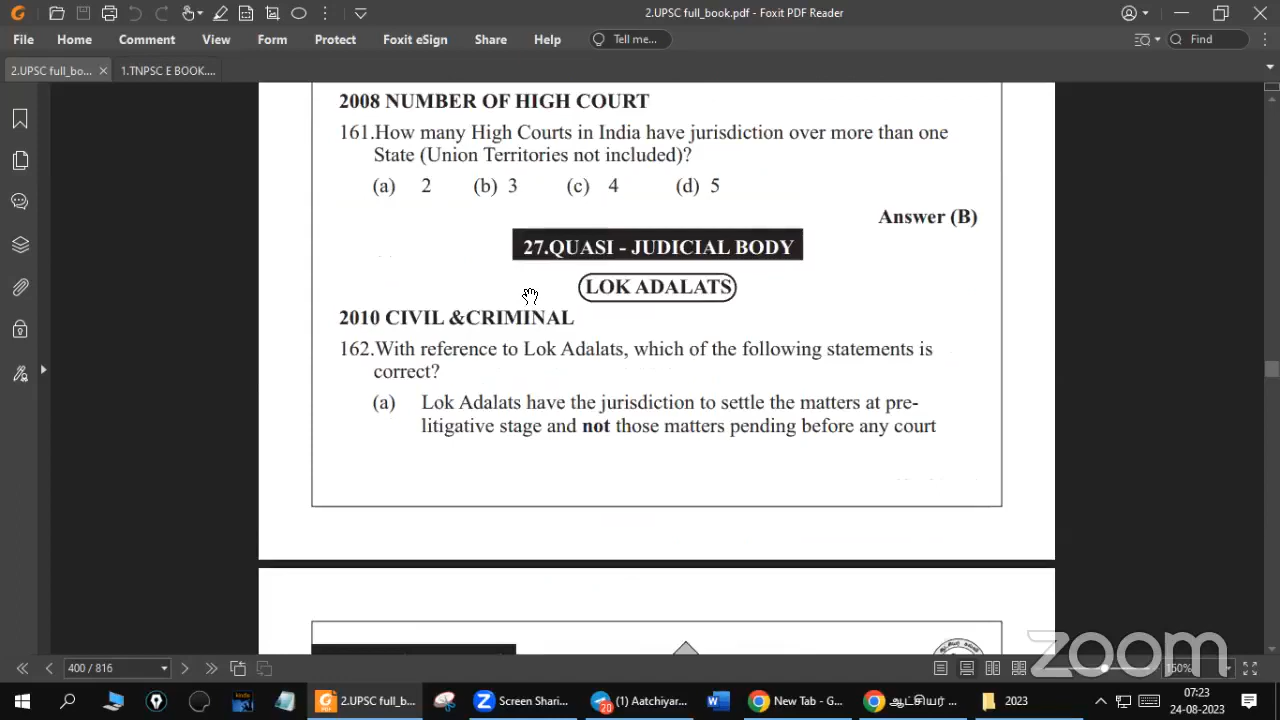 2.UPSC full_book.pdf - Foxit PDF Reader
File Home Comment View Form Protect Foxit eSign Share Help Tell me... Find
2.UPSC full_bo... 1.TNPSC E BOOK....
2008 NUMBER OF HIGH COURT
161.How many High Courts in India have jurisdiction over more than one
State (Union Territories not included)?
(a) 2 (b) 3 (c) 4 (d) 5
Answer (B)
27.QUASI - JUDICIAL BODY
LOK ADALATS
2010 CIVIL &CRIMINAL
162.With reference to Lok Adalats, which of the following statements is
correct?
(a) Lok Adalats have the jurisdiction to settle the matters at pre-
litigative stage and not those matters pending before any court
zoom
400 / 816
150%
2.UPSC full_b... Screen Shari... (1) Aatchiyar... New Tab - G... ஆட்சியர் ... 2023
07:23
24-08-2023